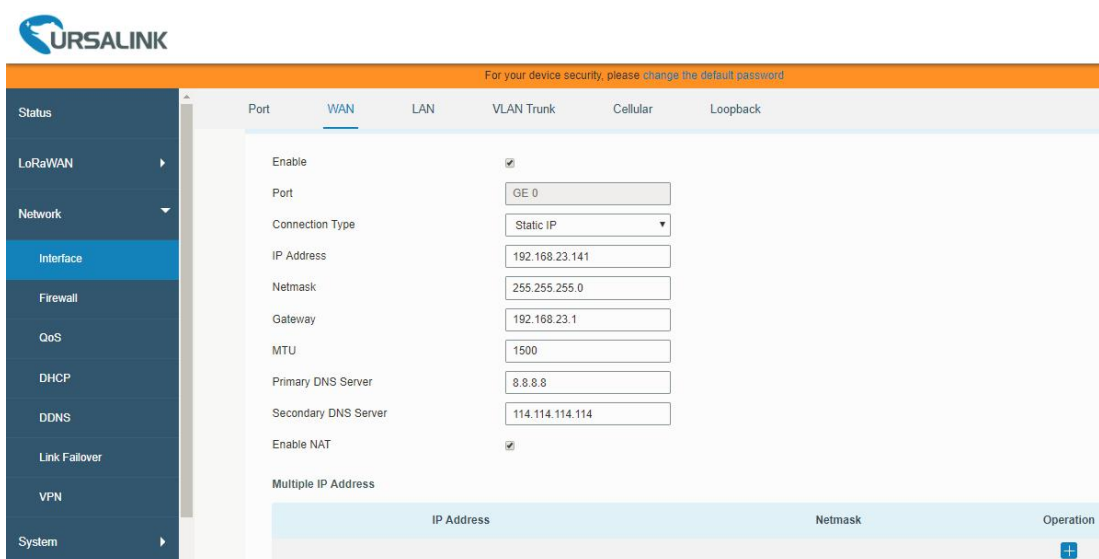 URSALINK
For your device security, please change the default password
Status
LoRaWAN
Network
Interface
Firewall
QoS
DHCP
DDNS
Link Failover
VPN
System
Port WAN LAN VLAN Trunk Cellular Loopback
Enable
Port GE 0
Connection Type Static IP
IP Address 192.168.23.141
Netmask 255.255.255.0
Gateway 192.168.23.1
MTU 1500
Primary DNS Server 8.8.8.8
Secondary DNS Server 114.114.114.114
Enable NAT
Multiple IP Address
IP Address Netmask Operation